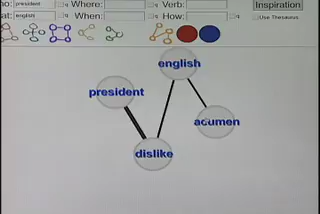 president Where: Verb: Inspiration
english When: How: Use Thesaurus
english
president
acumen
dislike